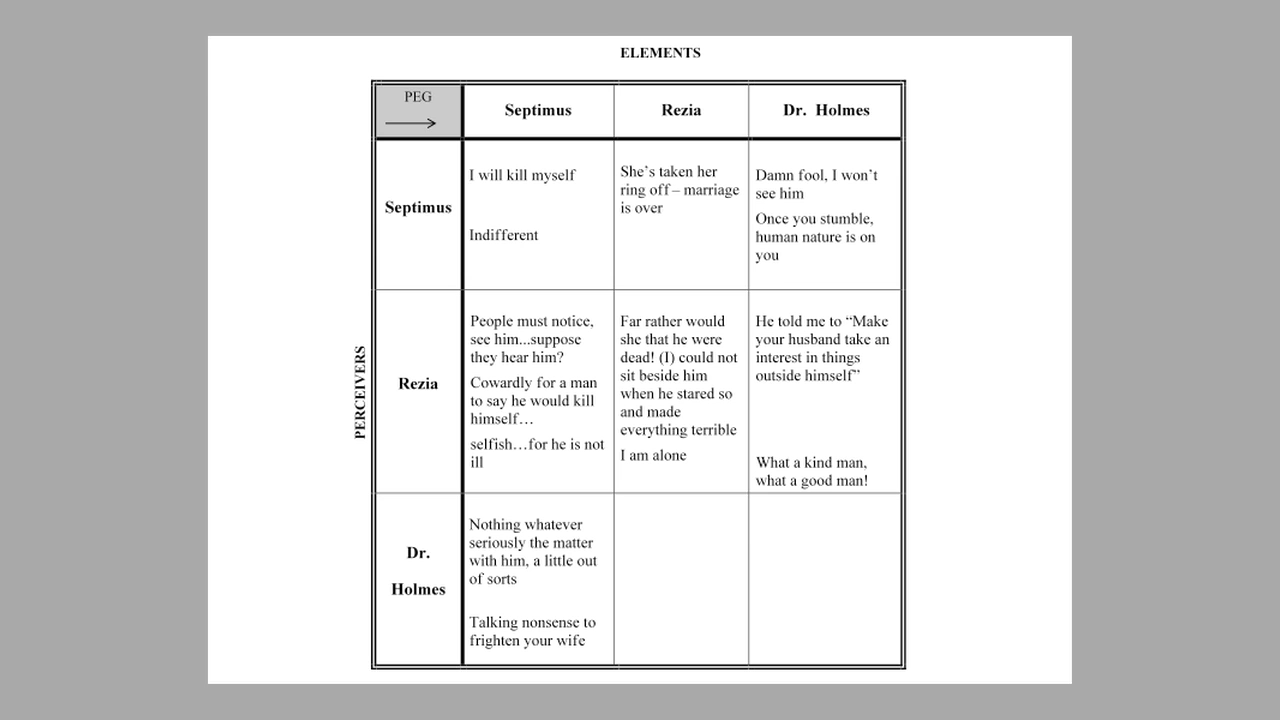 ELEMENTS
PEG
Septimus
Rezia
Dr. Holmes
PERCEIVERS
Septimus
I will kill myself
Indifferent
She’s taken her
ring off – marriage
is over
Damn fool, I won’t
see him
Once you stumble,
human nature is on
you
Rezia
People must notice,
see him...suppose
they hear him?
Cowardly for a man
to say he would kill
himself…
selfish…for he is not
ill
Far rather would
she that he were
dead! (I) could not
sit beside him
when he stared so
and made
everything terrible
I am alone
He told me to “Make
your husband take an
interest in things
outside himself”
What a kind man,
what a good man!
Dr.
Holmes
Nothing whatever
seriously the matter
with him, a little out
of sorts
Talking nonsense to
frighten your wife